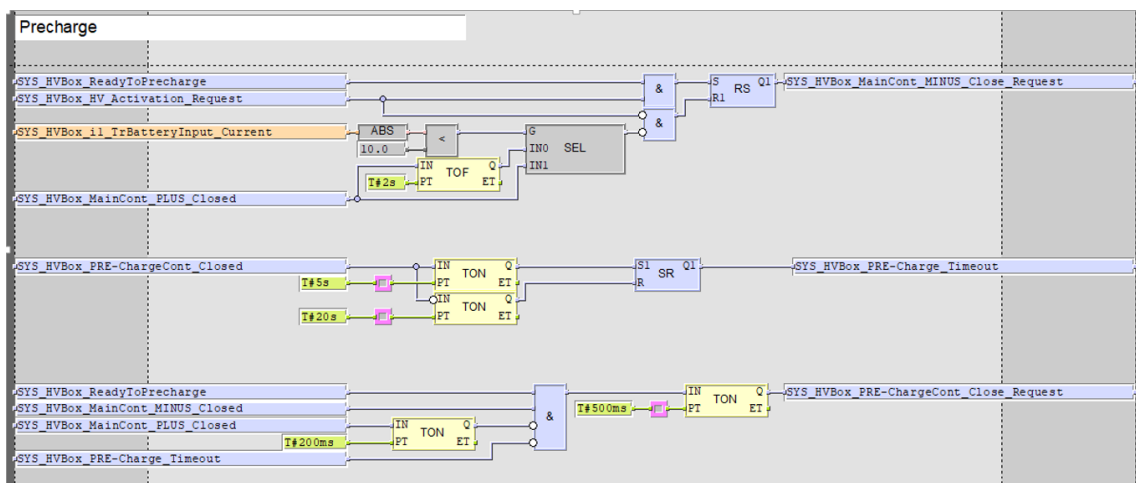 Precharge
SYS_HVBox_ReadyToPrecharge
SYS_HVBox_HV_Activation_Request
& S RS Q1 R1
SYS_HVBox_MainCont_MINUS_Close_Request
&
SYS_HVBox_i1_TrBatteryInput_Current
ABS
10.0
<
G
IN0 SEL
IN1
IN TOF Q
T#2s PT ET
SYS_HVBox_MainCont_PLUS_Closed
SYS_HVBox_PRE-ChargeCont_Closed
IN TON Q
T#5s PT ET
S1 SR Q1
R
SYS_HVBox_PRE-Charge_Timeout
IN TON Q
T#20s PT ET
SYS_HVBox_ReadyToPrecharge
SYS_HVBox_MainCont_MINUS_Closed
SYS_HVBox_MainCont_PLUS_Closed
IN TON Q
T#200ms PT ET
SYS_HVBox_PRE-Charge_Timeout
&
IN TON Q
T#500ms PT ET
SYS_HVBox_PRE-ChargeCont_Close_Request